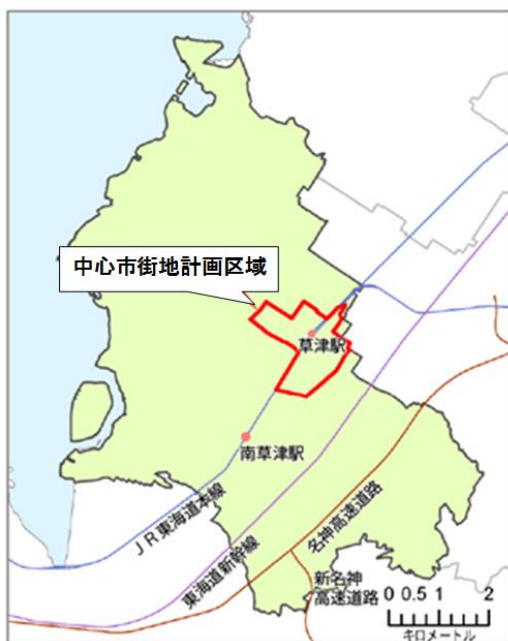 中心市街地計画区域
草津駅
南草津駅
JR東海道本線
東海道新幹線
名神高速道路
新名神
高速道路
0 0.5 1 2
キロメートル